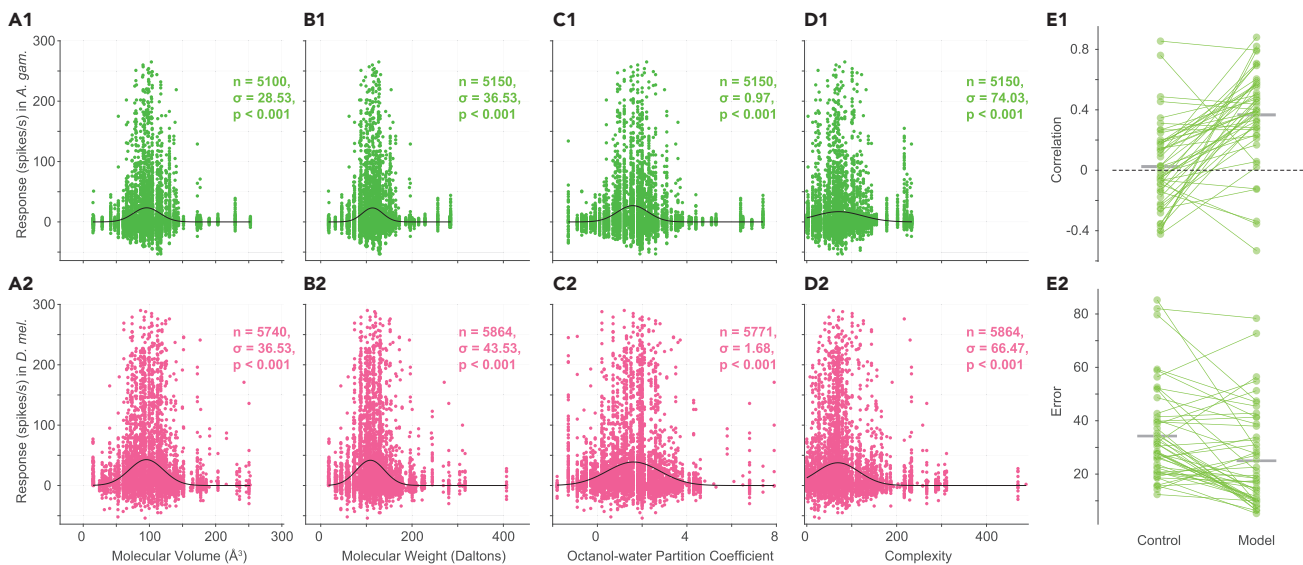 A1
B1
C1
D1
E1
300
200
100
0
Response (spikes/s) in A. gam.
n = 5100,
σ = 28.53,
p < 0.001
n = 5150,
σ = 36.53,
p < 0.001
n = 5150,
σ = 0.97,
p < 0.001
n = 5150,
σ = 74.03,
p < 0.001
0.8
0.4
0
-0.4
Correlation
A2
B2
C2
D2
E2
300
200
100
0
Response (spikes/s) in D. mel.
n = 5740,
σ = 36.53,
p < 0.001
n = 5864,
σ = 43.53,
p < 0.001
n = 5771,
σ = 1.68,
p < 0.001
n = 5864,
σ = 66.47,
p < 0.001
80
60
40
20
Error
0 100 200 300
0 200 400
0 4 8
0 200 400
Control Model
Molecular Volume (Å³)
Molecular Weight (Daltons)
Octanol-water Partition Coefficient
Complexity